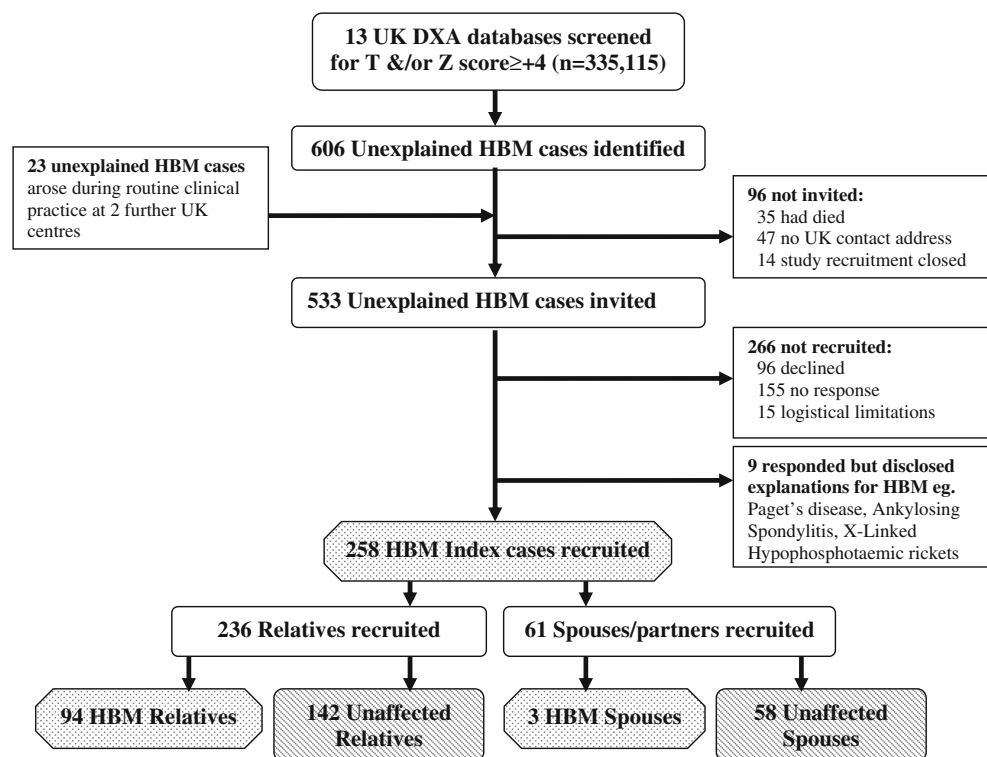 13 UK DXA databases screened
for T &/or Z score≥+4 (n=335,115)
606 Unexplained HBM cases identified
23 unexplained HBM cases
arose during routine clinical
practice at 2 further UK
centres
96 not invited:
35 had died
47 no UK contact address
14 study recruitment closed
533 Unexplained HBM cases invited
266 not recruited:
96 declined
155 no response
15 logistical limitations
9 responded but disclosed
explanations for HBM eg.
Paget's disease, Ankylosing
Spondylitis, X-Linked
Hypophosphotaemic rickets
258 HBM Index cases recruited
236 Relatives recruited
61 Spouses/partners recruited
94 HBM Relatives
142 Unaffected
Relatives
3 HBM Spouses
58 Unaffected
Spouses